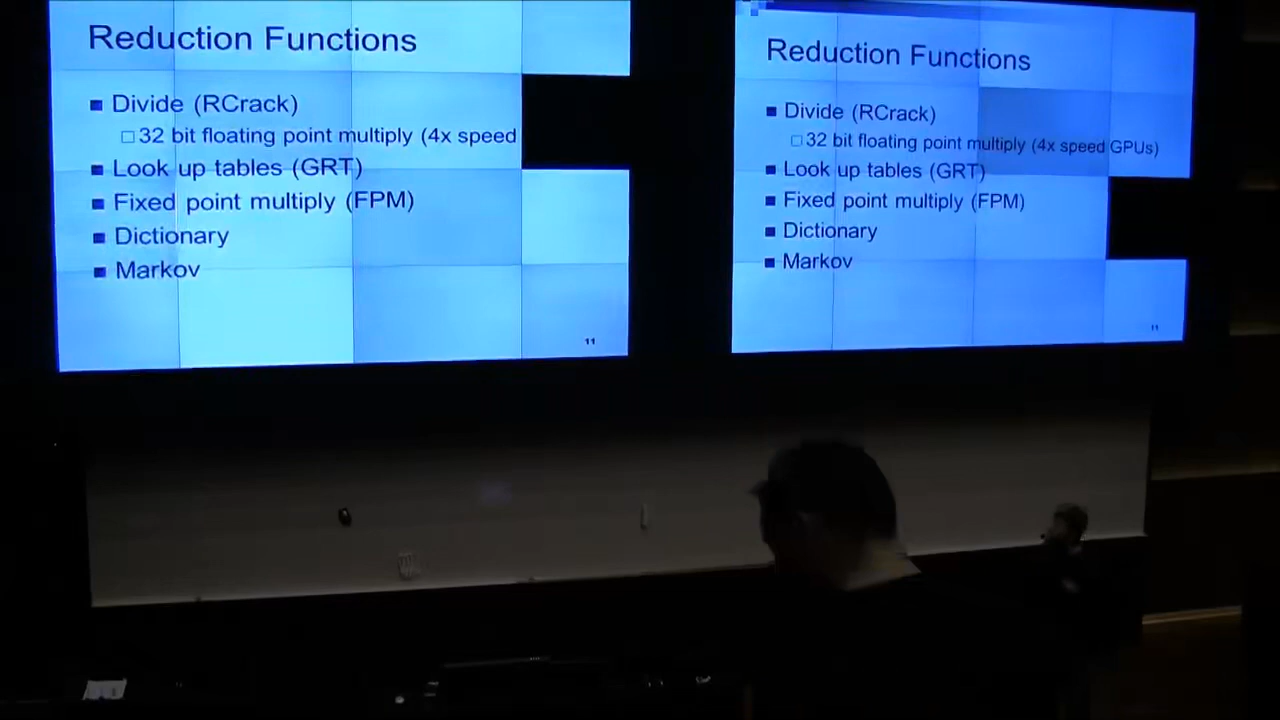 Reduction Functions
Divide (RCrack)
32 bit floating point multiply (4x speed
Look up tables (GRT)
Fixed point multiply (FPM)
Dictionary
Markov
11
Reduction Functions
Divide (RCrack)
32 bit floating point multiply (4x speed GPUs)
Look up tables (GRT)
Fixed point multiply (FPM)
Dictionary
Markov
11